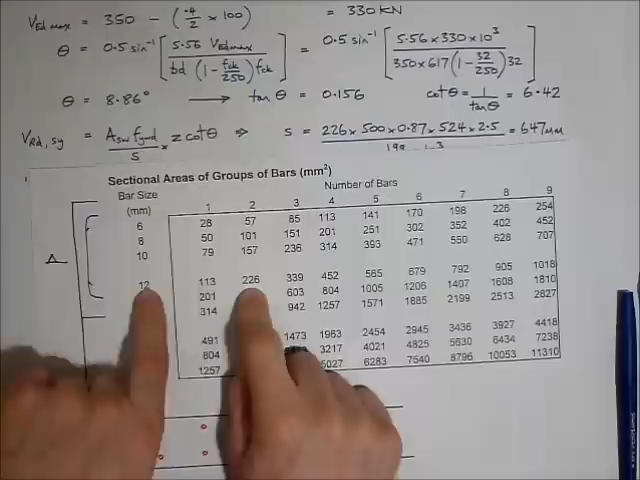 VEdmax = 350 - (.4/2 × 100) = 330 KN
θ = 0.5 sin⁻¹ [5.56 VEdmax / bd (1 - fck/250) fck] = 0.5 sin⁻¹ [5.56 × 330 × 10³ / 350 × 617 (1 - 32/250) 32]
θ = 8.86° → tan θ = 0.156 cot θ = 1/tan θ = 6.42
VRd,sy = Asw fywd / s × z cot θ ⇒ s = 226 × 500 × 0.87 × 524 × 2.5 = 647mm
Sectional Areas of Groups of Bars (mm²)
Bar Size Number of Bars
(mm) 1 2 3 4 5 6 7 8 9
6 28 57 85 113 141 170 198 226 254
8 50 101 151 201 251 302 352 402 452
10 79 157 236 314 393 471 550 628 707
12 113 226 339 452 565 679 792 905 1018
201 603 804 1005 1206 1407 1608 1810
314 942 1257 1571 1885 2199 2513 2827
491 1473 1963 2454 2945 3436 3927 4418
804 3217 4021 4825 5630 6434 7238
1257 5027 6283 7540 8796 10053 11310